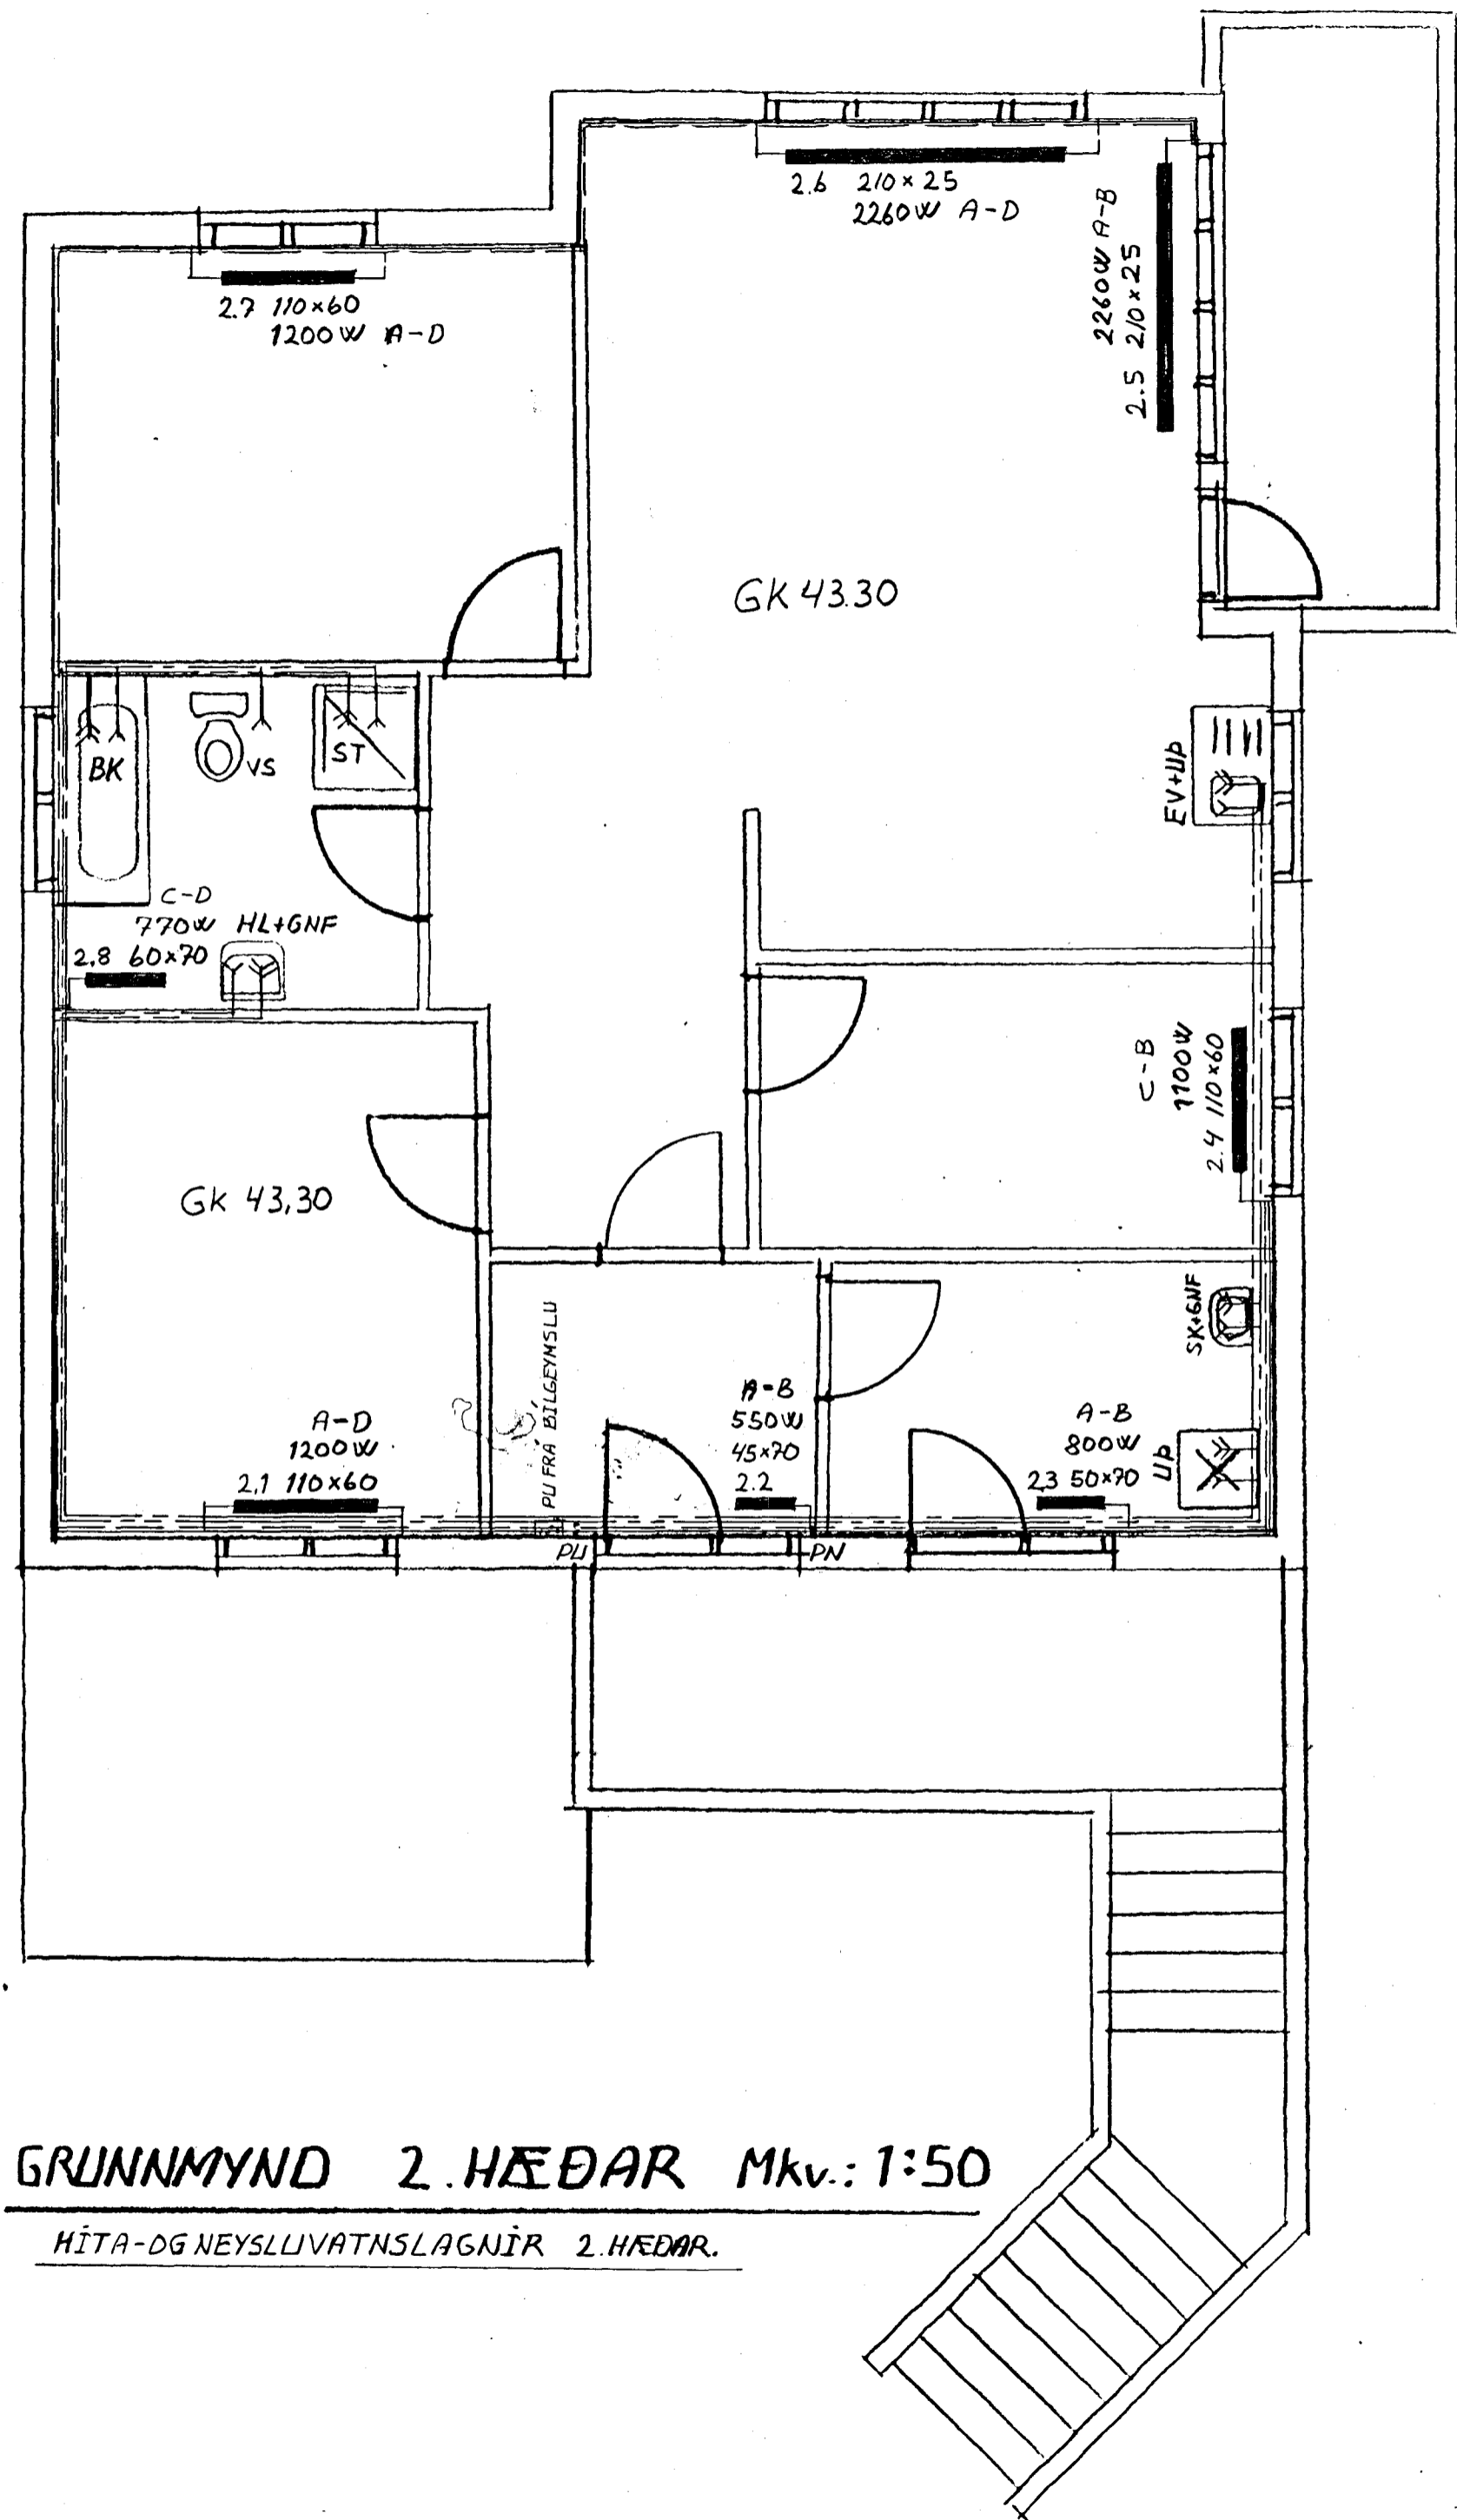 2.6 210×25
2260W A-D
2260W A-B
2.5 210×25
2.7 110×60
1200W A-D
GK 43.30
BK
VS
ST
EV+UÞ
C-D
770W HL+GNF
2.8 60×70
C-B
1100W
2.4 110×60
GK 43,30
SK+GNF
PU FRÁ BÍLGEYMSLU
A-D
1200W
2.1 110×60
A-B
550W
45×70
2.2
A-B
800W
2.3 50×70
UÞ
PU
PN
GRUNNMYND 2.HÆÐAR Mkv.: 1:50
HITA-OG NEYSLUVATNSLAGNIR 2.HÆÐAR.